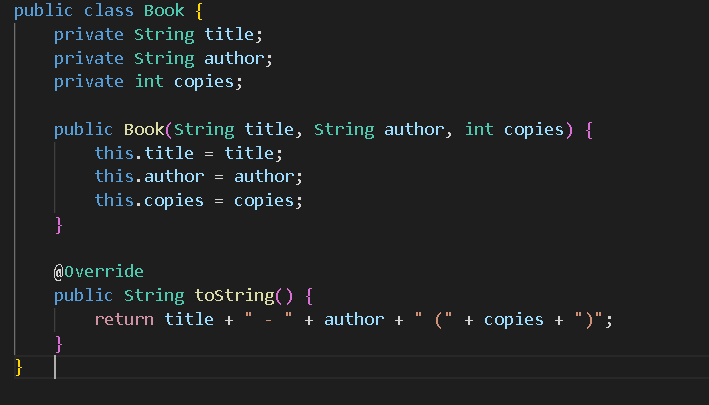 public class Book {
    private String title;
    private String author;
    private int copies;

    public Book(String title, String author, int copies) {
        this.title = title;
        this.author = author;
        this.copies = copies;
    }

    @Override
    public String toString() {
        return title + " - " + author + " (" + copies + ")";
    }
}